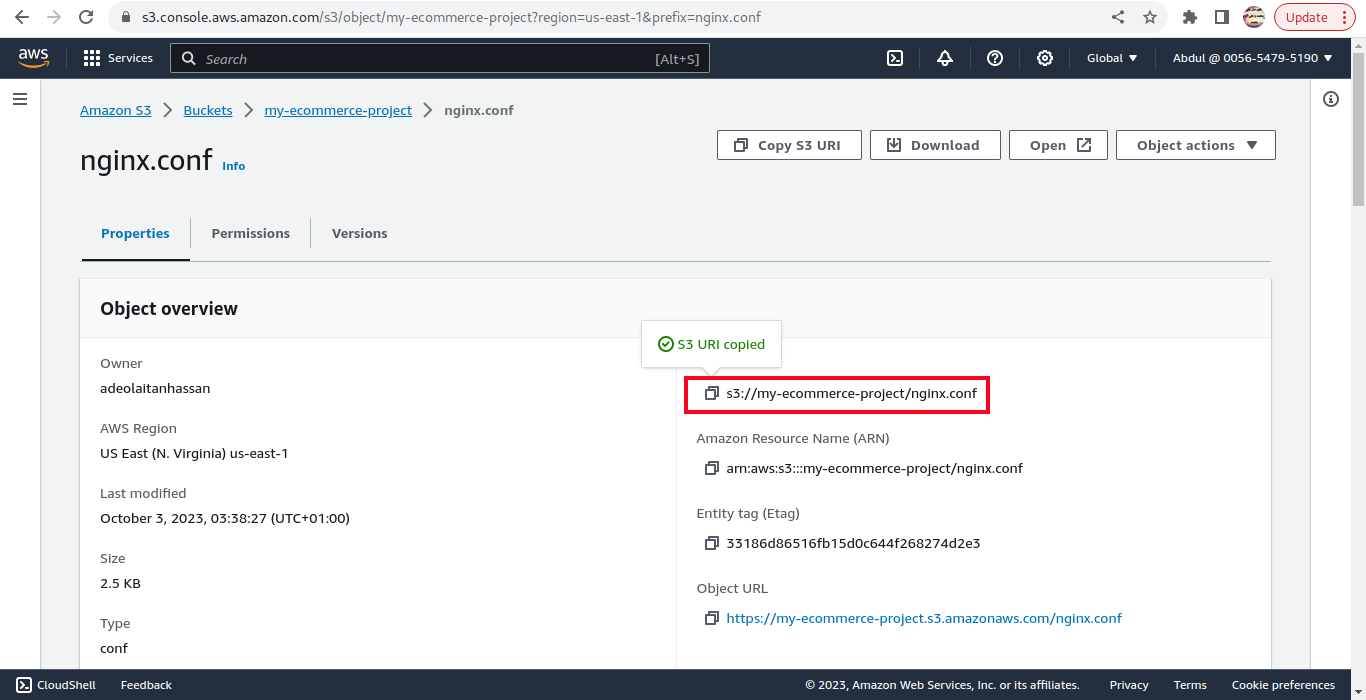 s3.console.aws.amazon.com/s3/object/my-ecommerce-project?region=us-east-1&prefix=nginx.conf
Update
aws
Services
Search
[Alt+S]
Global
Abdul @ 0056-5479-5190
Amazon S3
Buckets
my-ecommerce-project
nginx.conf
nginx.conf
Info
Copy S3 URI
Download
Open
Object actions
Properties
Permissions
Versions
Object overview
Owner
adeolaitanhassan
AWS Region
US East (N. Virginia) us-east-1
Last modified
October 3, 2023, 03:38:27 (UTC+01:00)
Size
2.5 KB
Type
conf
S3 URI copied
s3://my-ecommerce-project/nginx.conf
Amazon Resource Name (ARN)
arn:aws:s3:::my-ecommerce-project/nginx.conf
Entity tag (Etag)
33186d86516fb15d0c644f268274d2e3
Object URL
https://my-ecommerce-project.s3.amazonaws.com/nginx.conf
CloudShell
Feedback
© 2023, Amazon Web Services, Inc. or its affiliates.
Privacy
Terms
Cookie preferences